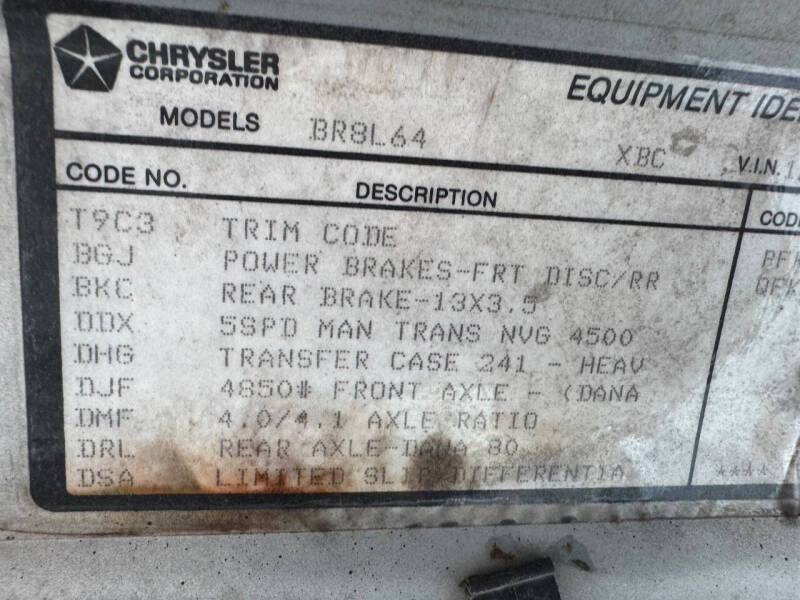 CHRYSLER
CORPORATION
EQUIPMENT IDE
MODELS BR8L64 XBC V.I.N. 1
CODE NO. DESCRIPTION COD
T9C3 TRIM CODE
BGJ POWER BRAKES-FRT DISC/RR
BKC REAR BRAKE-13X3.5
DDX 5SPD MAN TRANS NVG 4500
DHG TRANSFER CASE 241 - HEAV
DJF 4850# FRONT AXLE - (DANA
DMF 4.0/4.1 AXLE RATIO
DRL REAR AXLE-DANA 80
DSA LIMITED SLIP DIFFERENTIA ****